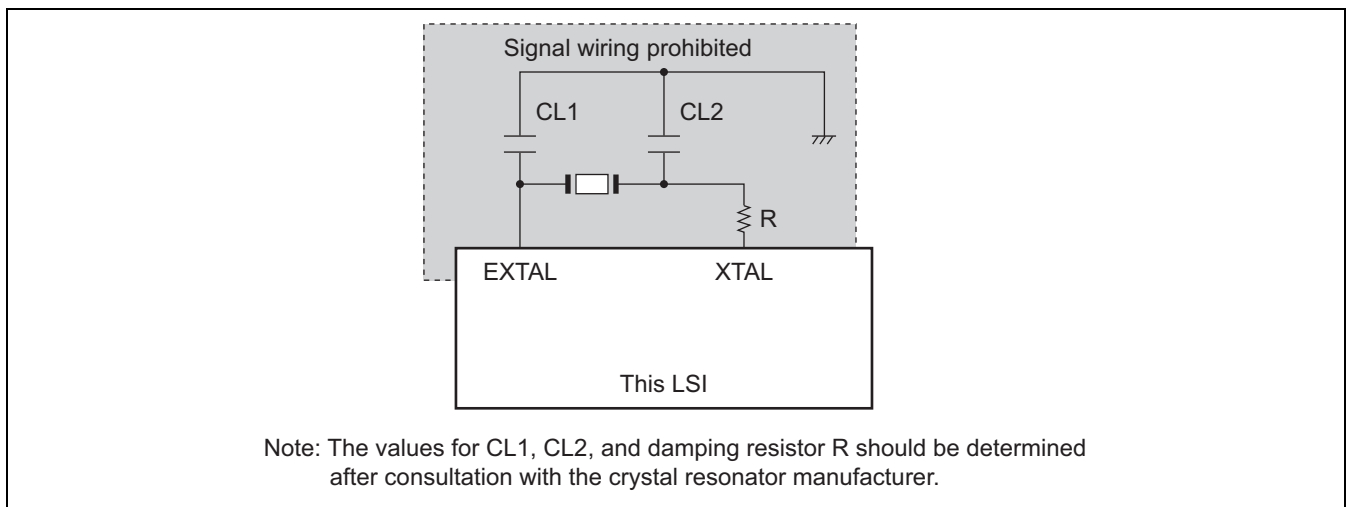 Signal wiring prohibited
CL1
CL2
R
EXTAL
XTAL
This LSI
Note: The values for CL1, CL2, and damping resistor R should be determined
after consultation with the crystal resonator manufacturer.